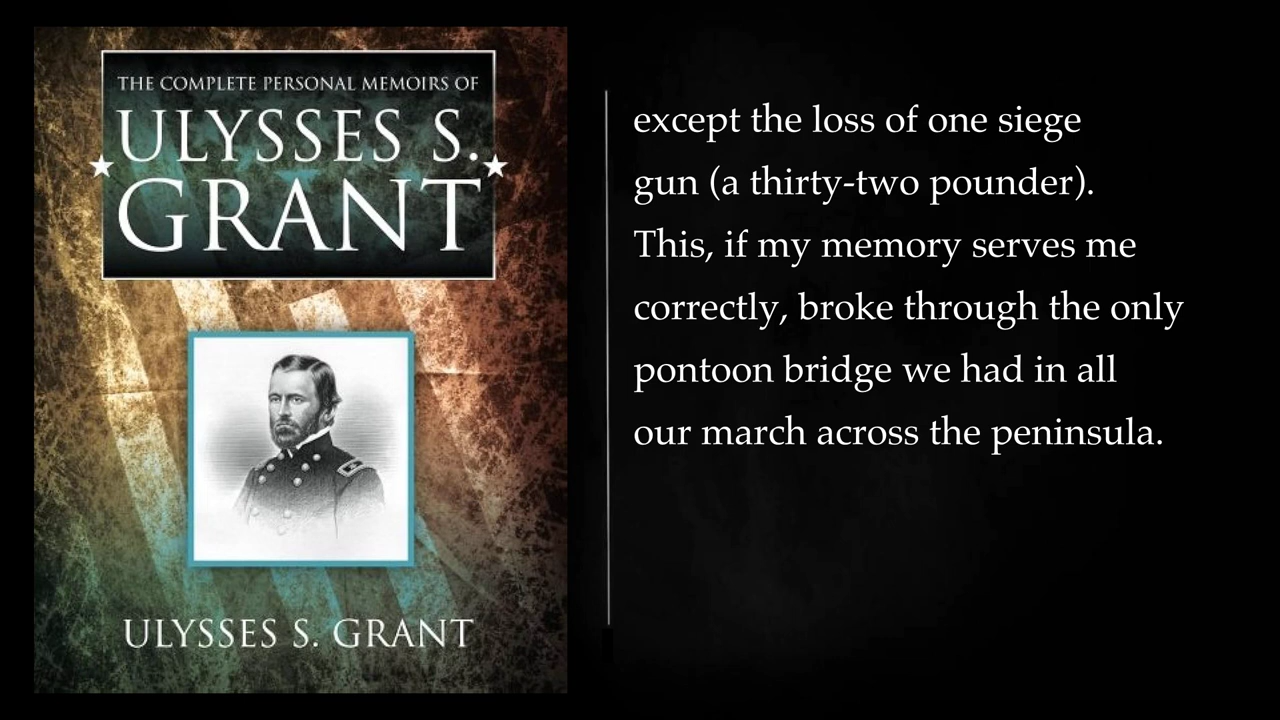 THE COMPLETE PERSONAL MEMOIRS OF
ULYSSES S.
GRANT
ULYSSES S. GRANT
except the loss of one siege
gun (a thirty-two pounder).
This, if my memory serves me
correctly, broke through the only
pontoon bridge we had in all
our march across the peninsula.